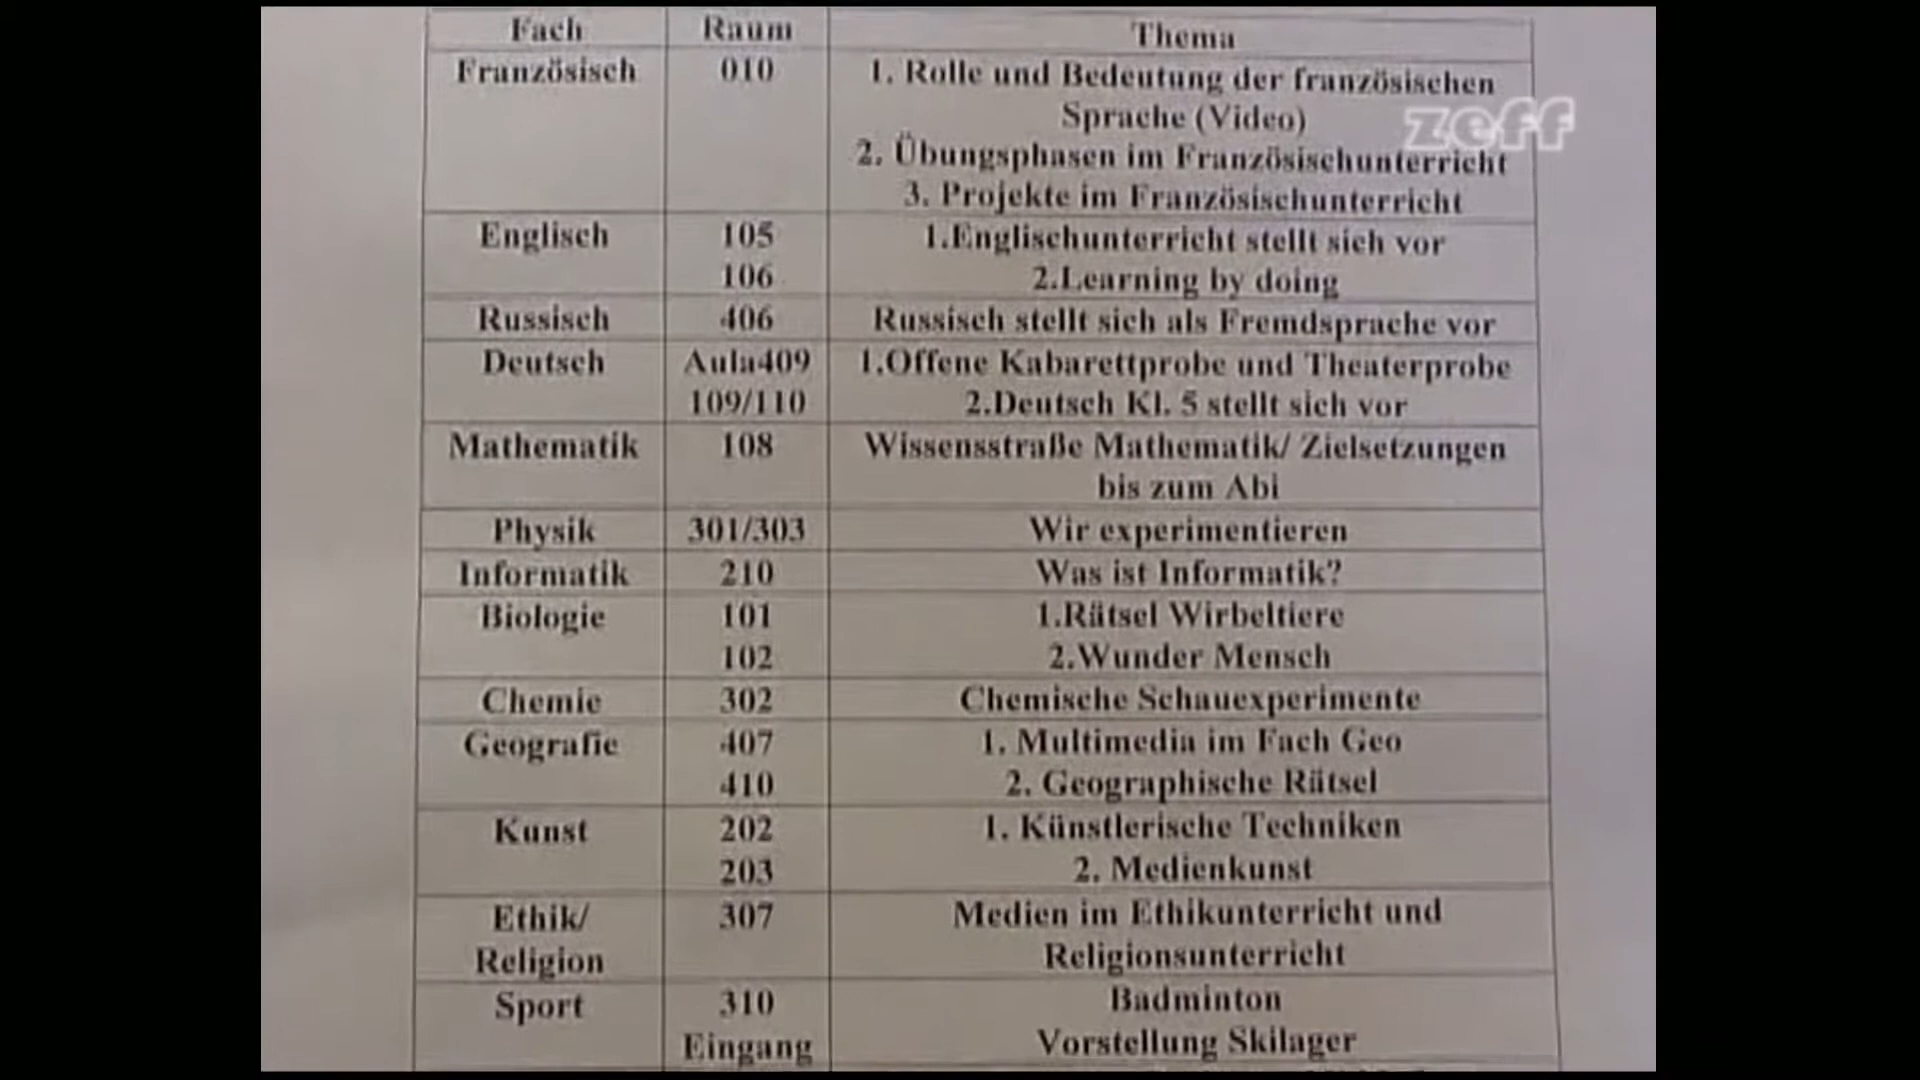 Fach Raum Thema
Französisch 010 1. Rolle und Bedeutung der französischen
Sprache (Video)
zeff
2. Übungsphasen im Französischunterricht
3. Projekte im Französischunterricht
Englisch 105 1.Englischunterricht stellt sich vor
106 2.Learning by doing
Russisch 406 Russisch stellt sich als Fremdsprache vor
Deutsch Aula409 1.Offene Kabarettprobe und Theaterprobe
109/110 2.Deutsch Kl. 5 stellt sich vor
Mathematik 108 Wissensstraße Mathematik/ Zielsetzungen
bis zum Abi
Physik 301/303 Wir experimentieren
Informatik 210 Was ist Informatik?
Biologie 101 1.Rätsel Wirbeltiere
102 2.Wunder Mensch
Chemie 302 Chemische Schauexperimente
Geografie 407 1. Multimedia im Fach Geo
410 2. Geographische Rätsel
Kunst 202 1. Künstlerische Techniken
203 2. Medienkunst
Ethik/ 307 Medien im Ethikunterricht und
Religion Religionsunterricht
Sport 310 Badminton
Eingang Vorstellung Skilager